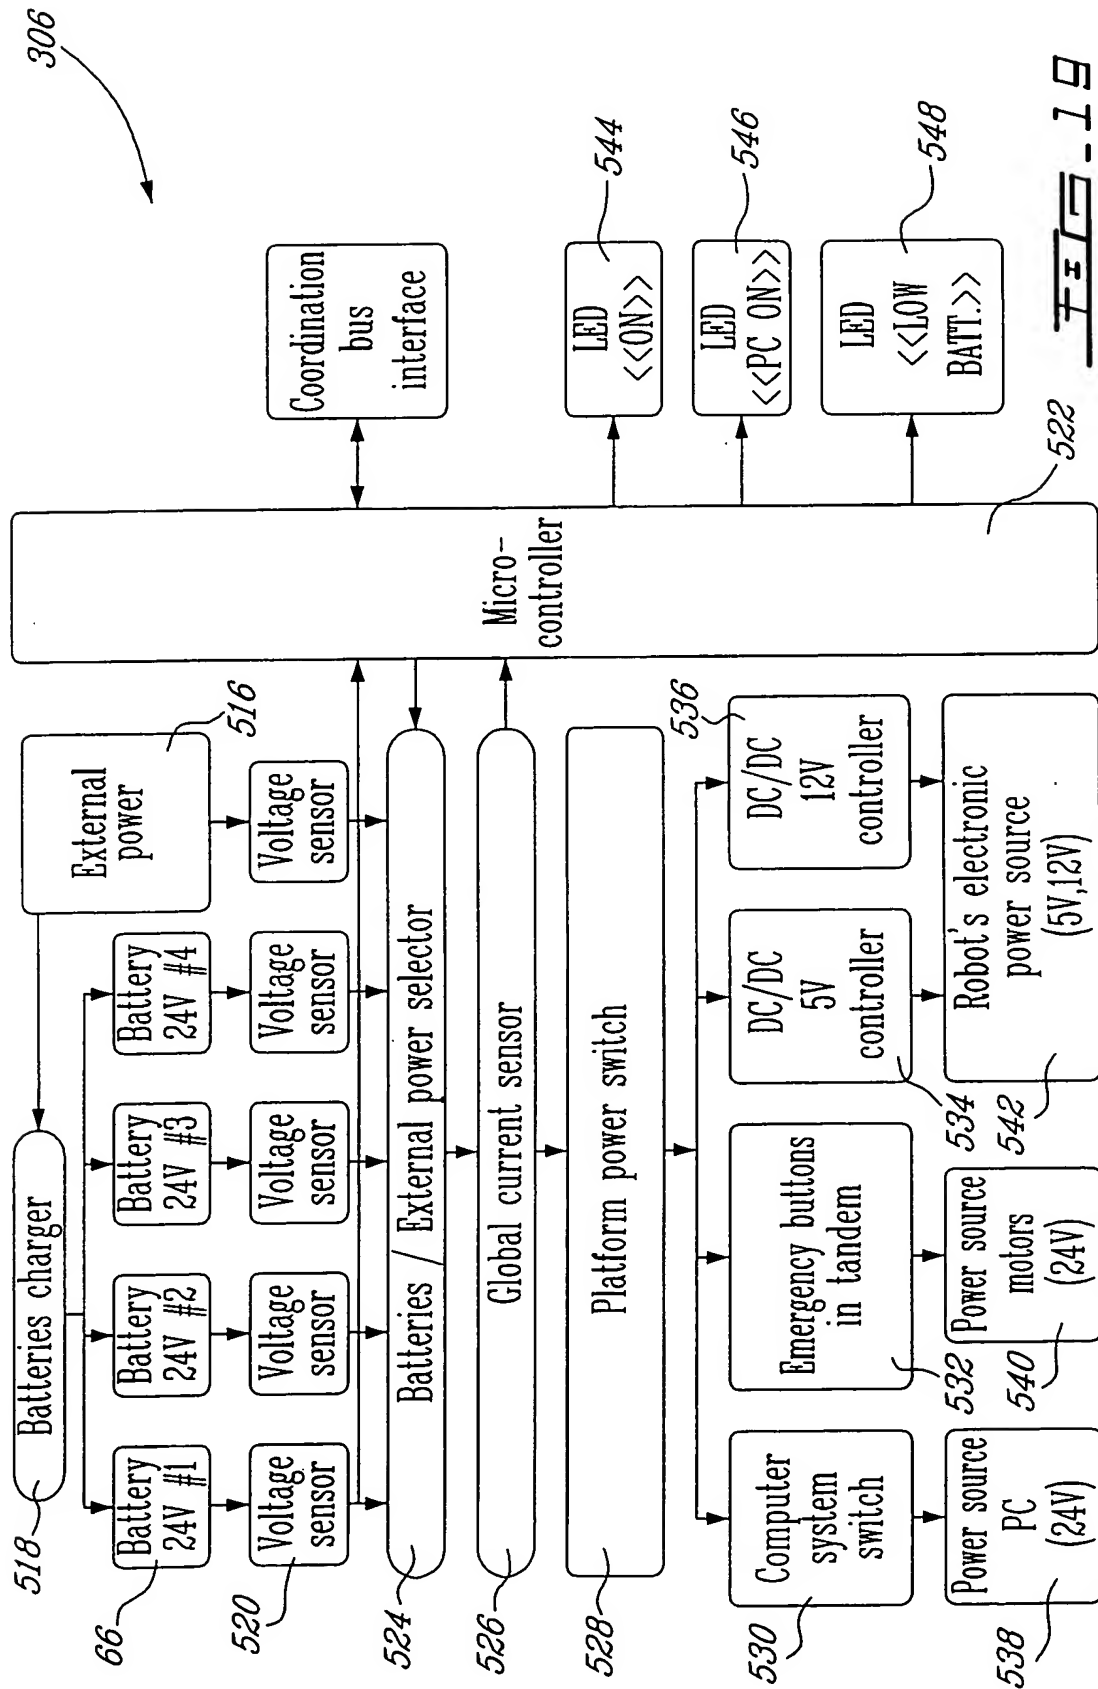 306
518
Batteries charger
External
power
516
66
Battery
24V #1
Battery
24V #2
Battery
24V #3
Battery
24V #4
520
Voltage
sensor
Voltage
sensor
Voltage
sensor
Voltage
sensor
Voltage
sensor
524
Batteries / External power selector
526
Global current sensor
528
Platform power switch
530
Computer
system
switch
532
Emergency buttons
in tandem
534
DC/DC
5V
controller
536
DC/DC
12V
controller
538
Power source
PC
(24V)
540
Power source
motors
(24V)
542
Robot's electronic
power source
(5V,12V)
Micro-
controller
522
Coordination
bus
interface
LED
<<ON>>
544
LED
<<PC ON>>
546
LED
<<LOW
BATT.>>
548
FIG-19